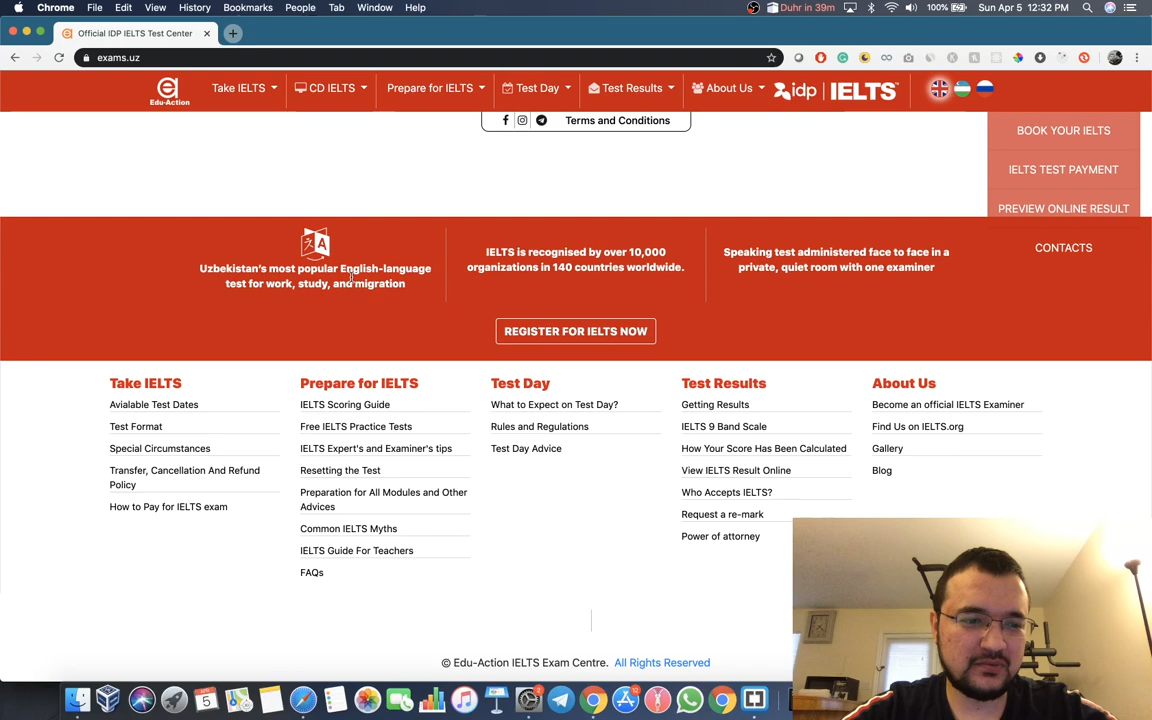 Chrome File Edit View History Bookmarks People Tab Window Help
Duhr in 39m 100% Sun Apr 5 12:32 PM
Official IDP IELTS Test Center
exams.uz
Edu-Action
Take IELTS CD IELTS Prepare for IELTS Test Day Test Results About Us idp | IELTS™
Terms and Conditions
BOOK YOUR IELTS
IELTS TEST PAYMENT
PREVIEW ONLINE RESULT
CONTACTS
Uzbekistan's most popular English-language
test for work, study, and migration
IELTS is recognised by over 10,000
organizations in 140 countries worldwide.
Speaking test administered face to face in a
private, quiet room with one examiner
REGISTER FOR IELTS NOW
Take IELTS
Avialable Test Dates
Test Format
Special Circumstances
Transfer, Cancellation And Refund
Policy
How to Pay for IELTS exam
Prepare for IELTS
IELTS Scoring Guide
Free IELTS Practice Tests
IELTS Expert's and Examiner's tips
Resetting the Test
Preparation for All Modules and Other
Advices
Common IELTS Myths
IELTS Guide For Teachers
FAQs
Test Day
What to Expect on Test Day?
Rules and Regulations
Test Day Advice
Test Results
Getting Results
IELTS 9 Band Scale
How Your Score Has Been Calculated
View IELTS Result Online
Who Accepts IELTS?
Request a re-mark
Power of attorney
About Us
Become an official IELTS Examiner
Find Us on IELTS.org
Gallery
Blog
© Edu-Action IELTS Exam Centre. All Rights Reserved